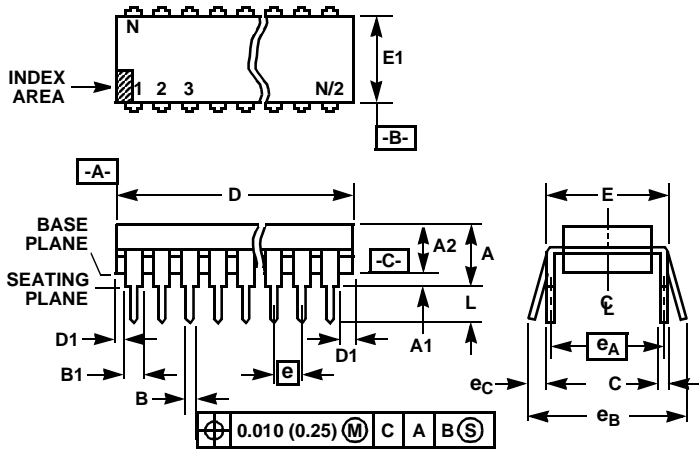 N
INDEX
AREA
1 2 3 N/2
E1
-B-
-A-
D
E
BASE
PLANE
A2
A
-C-
SEATING
PLANE
L
D1
A1
D1
B1
e
B
C L
eA
eC
C
eB
0.010 (0.25) M C A B S